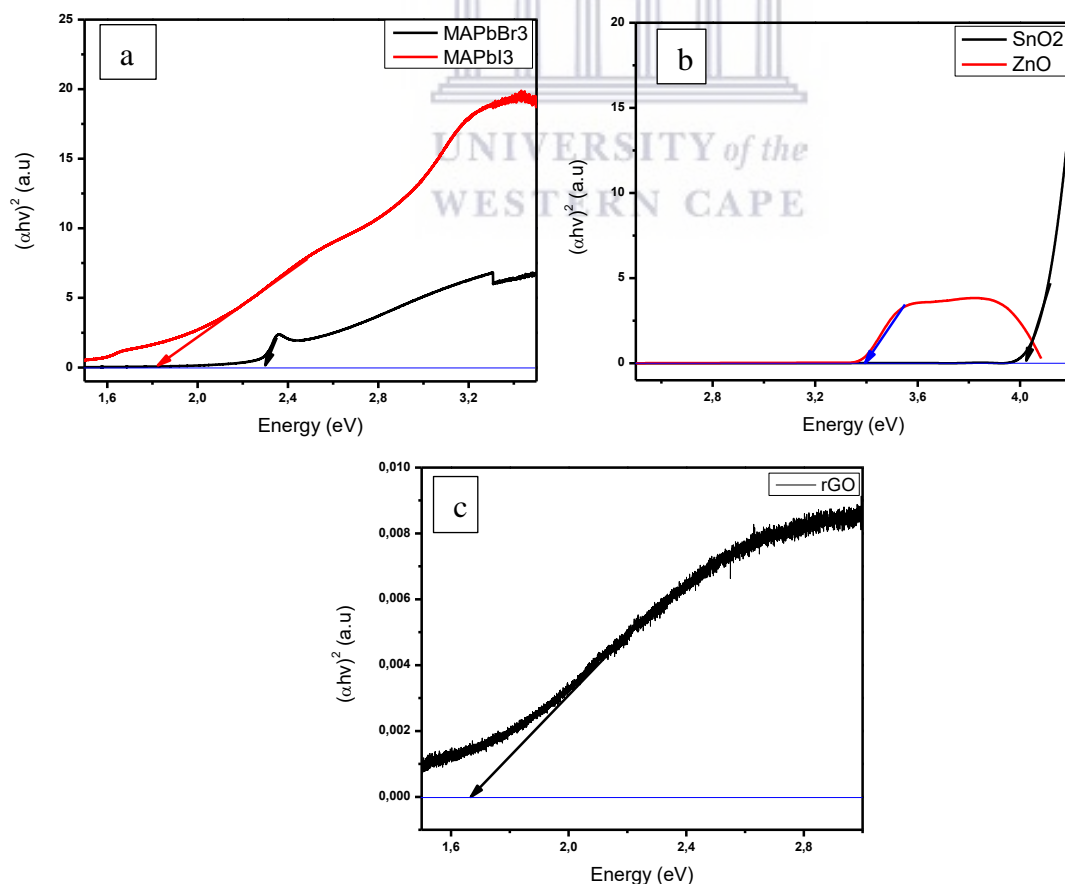 a
MAPbBr3
MAPbI3
25
20
15
10
5
0
1,6
2,0
2,4
2,8
3,2
(αhν)² (a.u)
Energy (eV)
b
SnO2
ZnO
20
15
10
5
0
2,8
3,2
3,6
4,0
(αhν)² (a.u)
Energy (eV)
UNIVERSITY of the
WESTERN CAPE
c
rGO
0,010
0,008
0,006
0,004
0,002
0,000
1,6
2,0
2,4
2,8
(αhν)² (a.u)
Energy (eV)